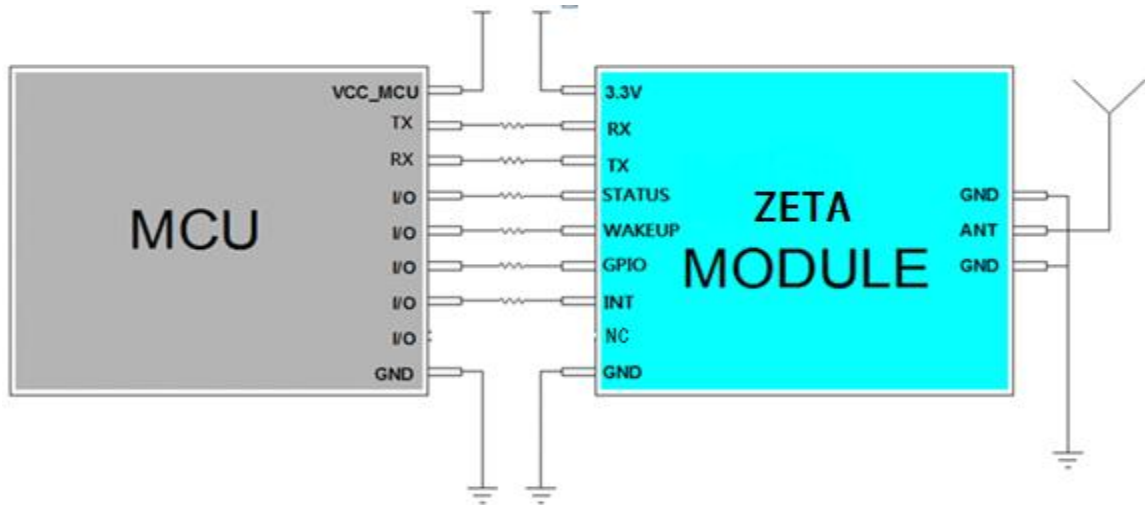 VCC_MCU
TX
RX
I/O
I/O
I/O
I/O
I/O
GND
MCU
3.3V
RX
TX
STATUS
WAKEUP
GPIO
INT
NC
GND
ZETA
MODULE
GND
ANT
GND